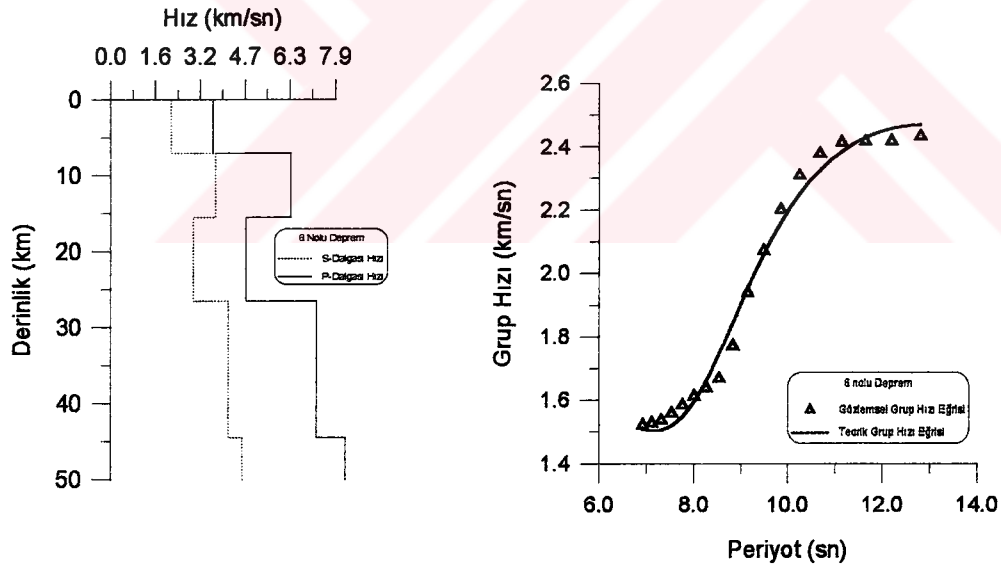 Hız (km/sn)
0.0 1.6 3.2 4.7 6.3 7.9
0
10
20
30
40
50
Derinlik (km)
6 Nolu Deprem
S-Dalgası Hızı
P-Dalgası Hızı
2.6
2.4
2.2
2.0
1.8
1.6
1.4
Grup Hızı (km/sn)
6 nolu Deprem
Gözlemsel Grup Hızı Eğrisi
Teorik Grup Hızı Eğrisi
6.0 8.0 10.0 12.0 14.0
Periyot (sn)